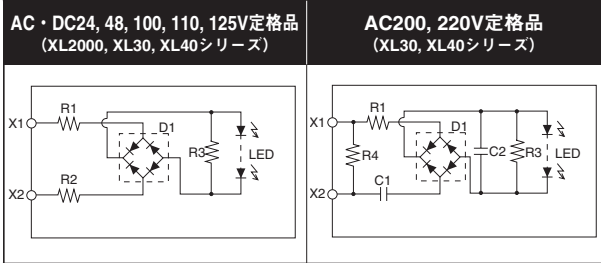 AC・DC24, 48, 100, 110, 125V定格品
(XL2000, XL30, XL40シリーズ)
AC200, 220V定格品
(XL30, XL40シリーズ)
X1
R1
D1
R3
LED
X2
R2
X1
R1
D1
R4
C2
R3
LED
X2
C1